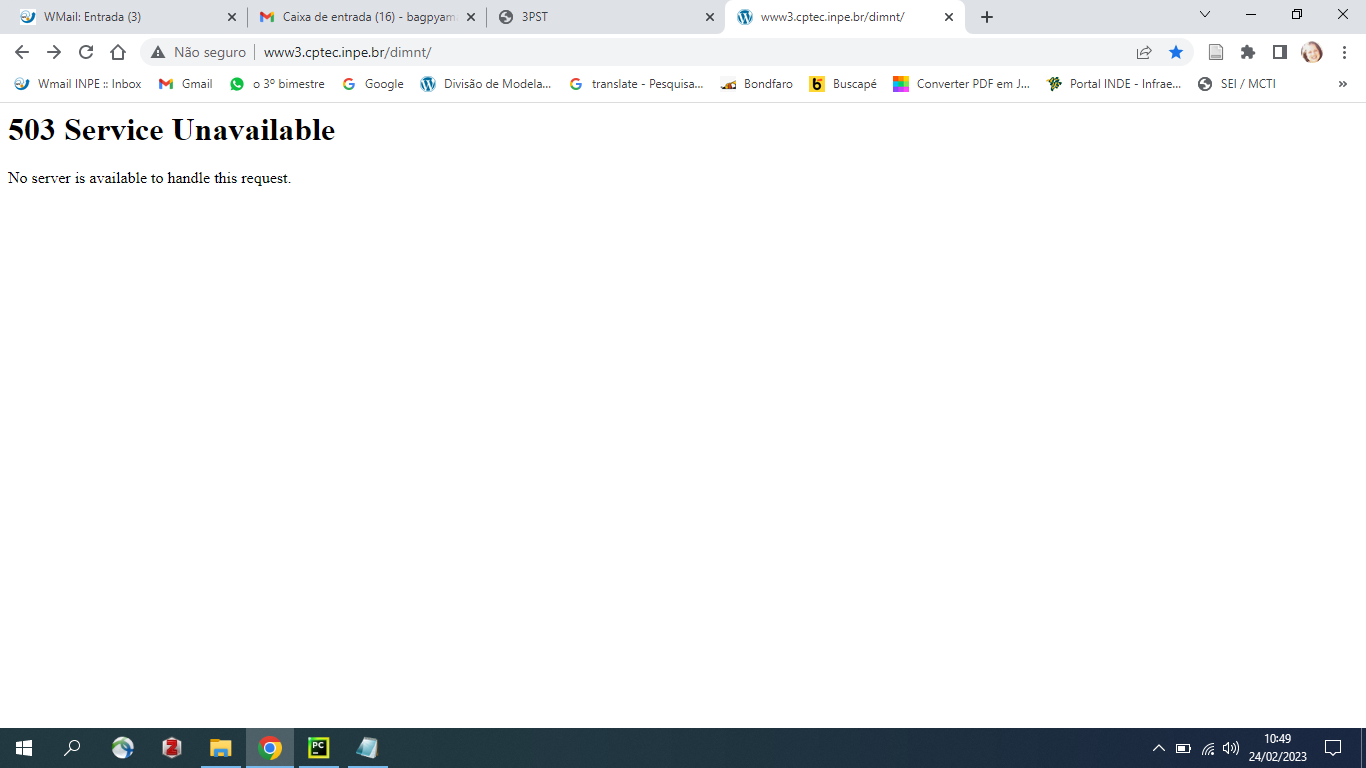 WMail: Entrada (3)
Caixa de entrada (16) - bagpyam
3PST
www3.cptec.inpe.br/dimnt/
Não seguro
www3.cptec.inpe.br/dimnt/
Wmail INPE :: Inbox
Gmail
o 3º bimestre
Google
Divisão de Modela...
translate - Pesquisa...
Bondfaro
b
Buscapé
Converter PDF em J...
Portal INDE - Infrae...
SEI / MCTI
»
503 Service Unavailable
No server is available to handle this request.
Z
PC
10:49
24/02/2023